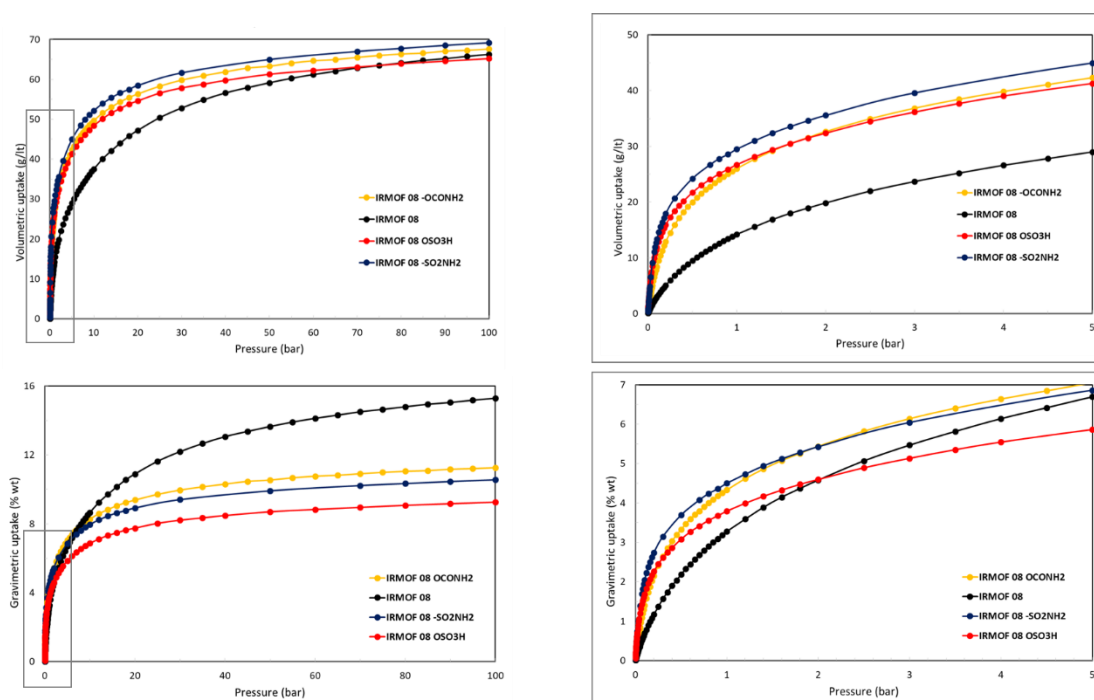 70
60
50
40
30
20
10
0
Volumetric uptake (g/lt)
IRMOF 08 -OCONH2
IRMOF 08
IRMOF 08 OSO3H
IRMOF 08 -SO2NH2
0 10 20 30 40 50 60 70 80 90 100
Pressure (bar)
50
40
30
20
10
0
Volumetric uptake (g/lt)
IRMOF 08 -OCONH2
IRMOF 08
IRMOF 08 OSO3H
IRMOF 08 -SO2NH2
0 1 2 3 4 5
Pressure (bar)
16
12
8
4
0
Gravimetric uptake (% wt)
IRMOF 08 OCONH2
IRMOF 08
IRMOF 08 -SO2NH2
IRMOF 08 OSO3H
0 20 40 60 80 100
Pressure (bar)
7
6
5
4
3
2
1
0
Gravimetric uptake (% wt)
IRMOF 08 OCONH2
IRMOF 08
IRMOF 08 -SO2NH2
IRMOF 08 OSO3H
0 1 2 3 4 5
Pressure (bar)